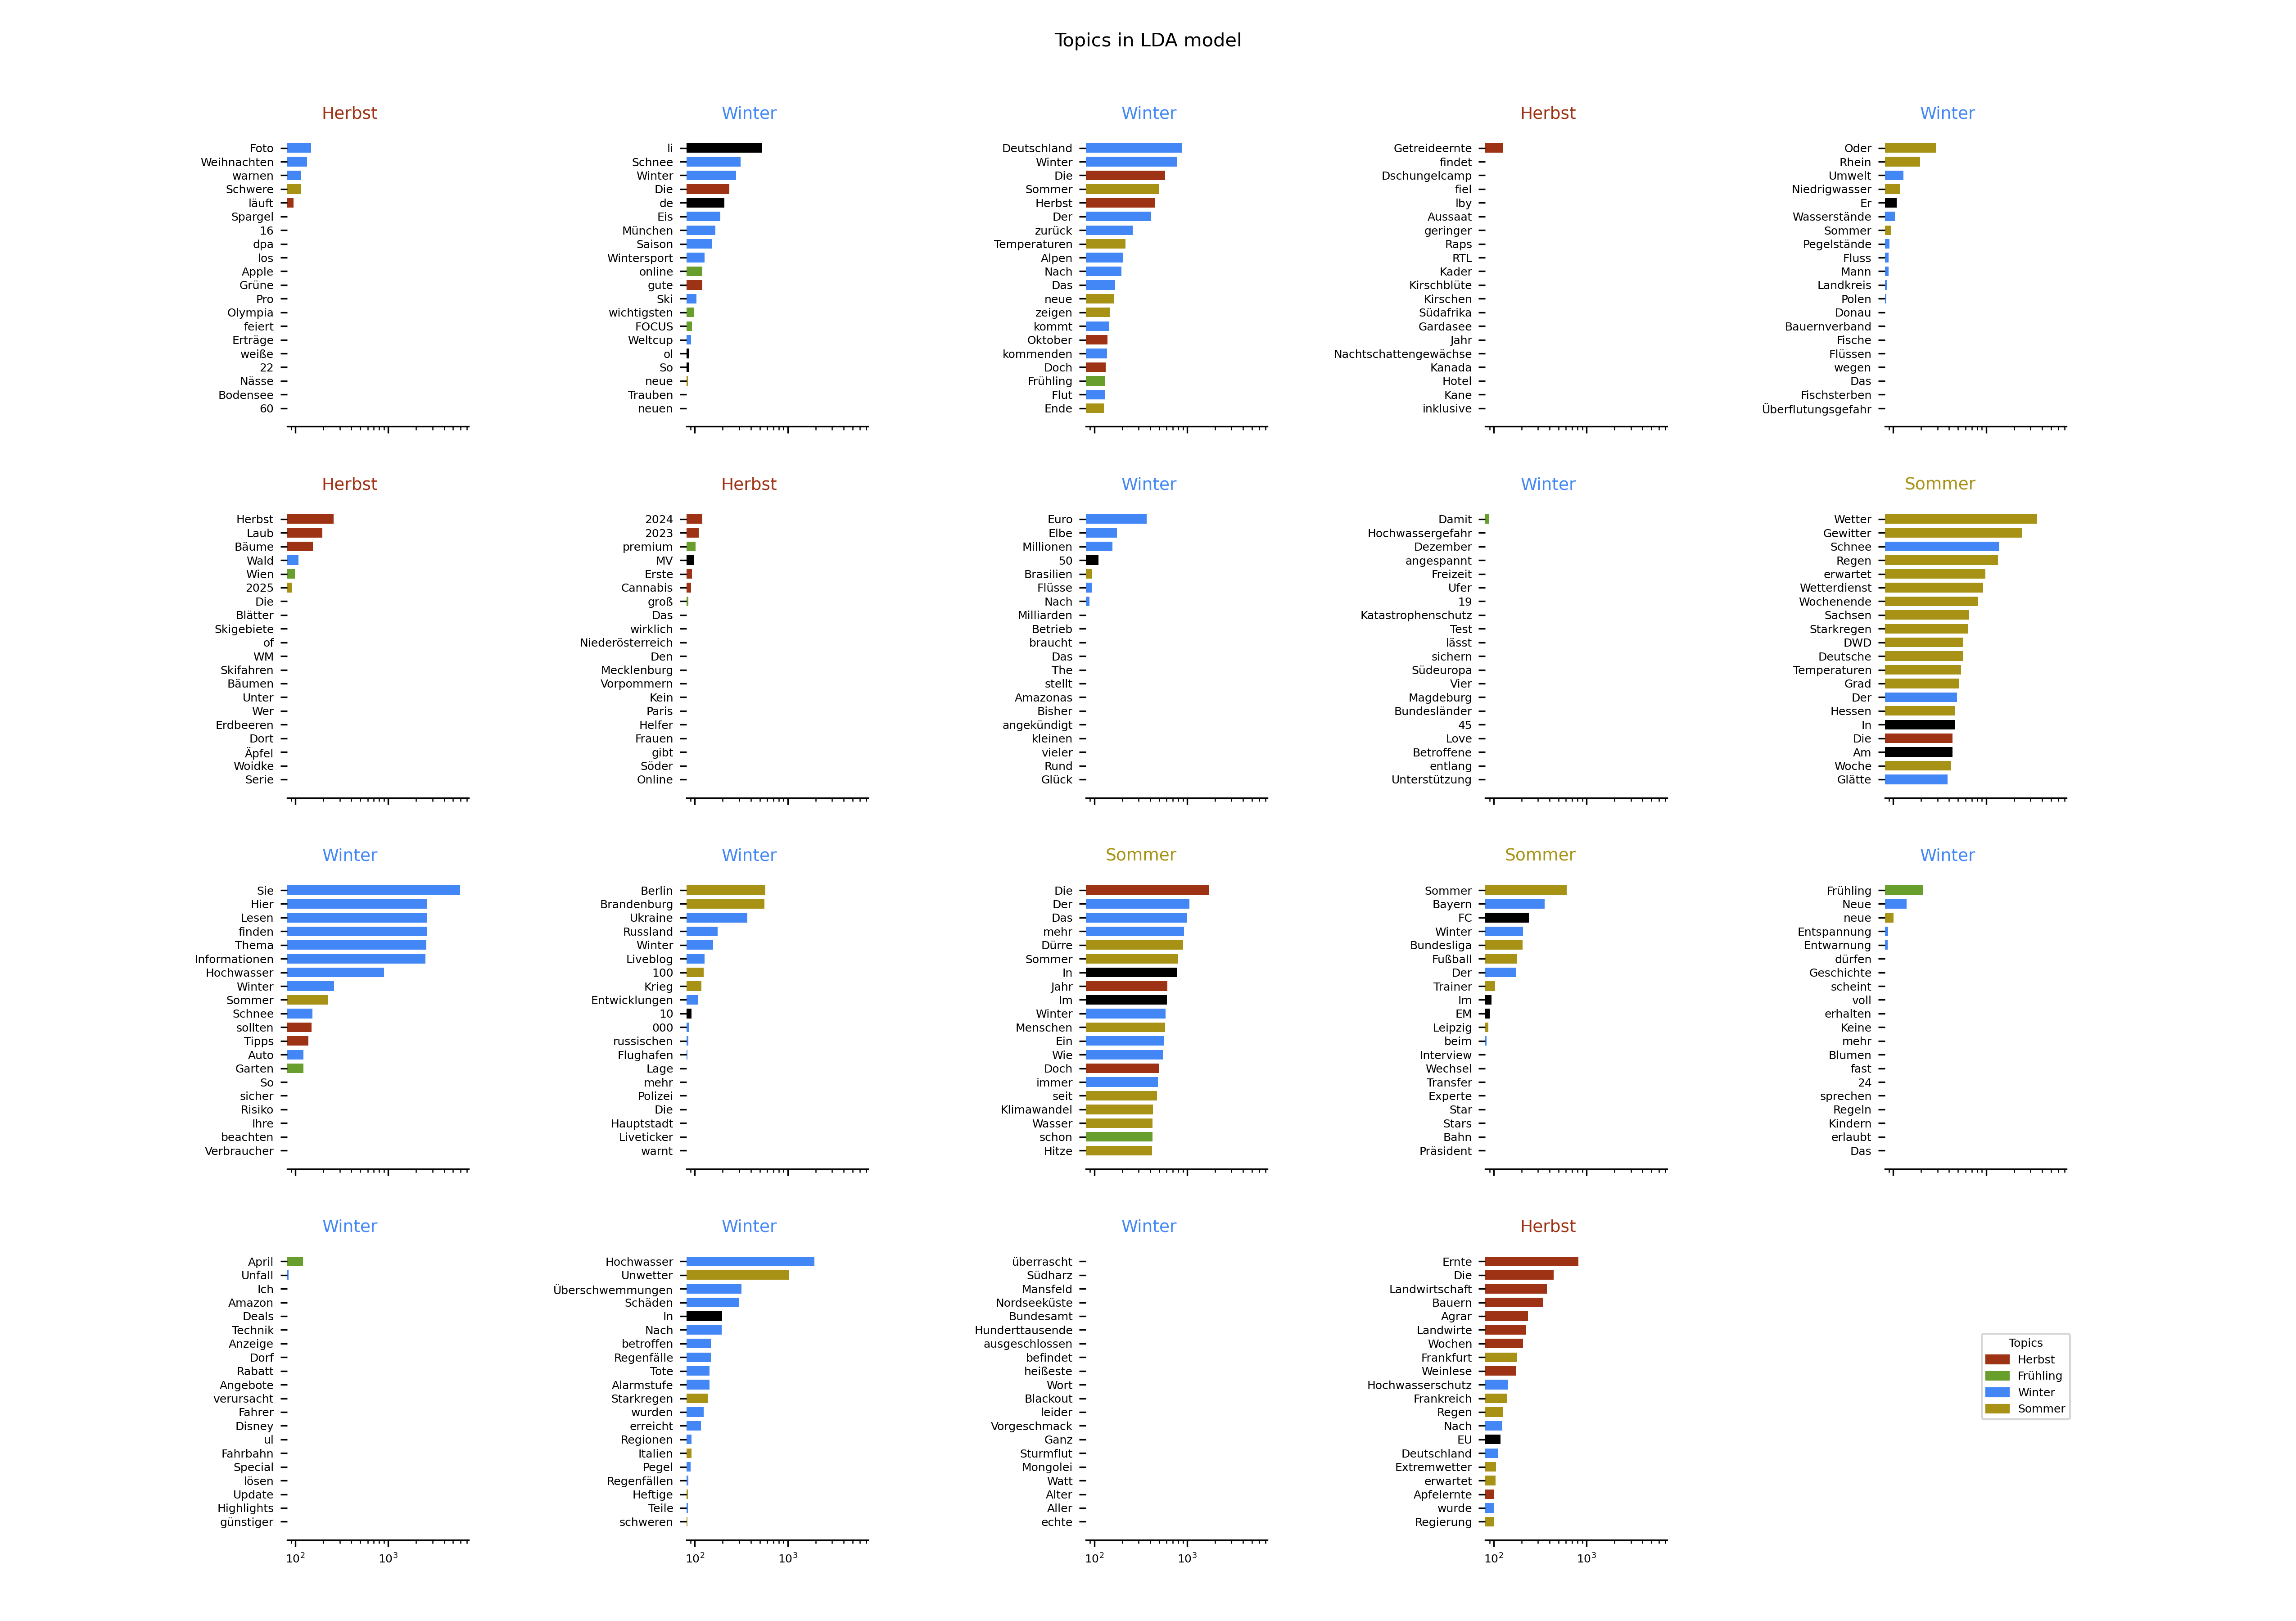 Topics in LDA model
Herbst
Foto
Weihnachten
warnen
Schwere
läuft
Spargel
16
dpa
los
Apple
Grüne
Pro
Olympia
feiert
Erträge
weiße
22
Nässe
Bodensee
60
Winter
li
Schnee
Winter
Die
de
Eis
München
Saison
Wintersport
online
gute
Ski
wichtigsten
FOCUS
Weltcup
ol
So
neue
Trauben
neuen
Winter
Deutschland
Winter
Die
Sommer
Herbst
Der
zurück
Temperaturen
Alpen
Nach
Das
neue
zeigen
kommt
Oktober
kommenden
Doch
Frühling
Flut
Ende
Herbst
Getreideernte
findet
Dschungelcamp
fiel
Iby
Aussaat
geringer
Raps
RTL
Kader
Kirschblüte
Kirschen
Südafrika
Gardasee
Jahr
Nachtschattengewächse
Kanada
Hotel
Kane
inklusive
Winter
Oder
Rhein
Umwelt
Niedrigwasser
Er
Wasserstände
Sommer
Pegelstände
Fluss
Mann
Landkreis
Polen
Donau
Bauernverband
Fische
Flüssen
wegen
Das
Fischsterben
Überflutungsgefahr
Herbst
Herbst
Laub
Bäume
Wald
Wien
2025
Die
Blätter
Skigebiete
of
WM
Skifahren
Bäumen
Unter
Wer
Erdbeeren
Dort
Äpfel
Woidke
Serie
Herbst
2024
2023
premium
MV
Erste
Cannabis
groß
Das
wirklich
Niederösterreich
Den
Mecklenburg
Vorpommern
Kein
Paris
Helfer
Frauen
gibt
Söder
Online
Winter
Euro
Elbe
Millionen
50
Brasilien
Flüsse
Nach
Milliarden
Betrieb
braucht
Das
The
stellt
Amazonas
Bisher
angekündigt
kleinen
vieler
Rund
Glück
Winter
Damit
Hochwassergefahr
Dezember
angespannt
Freizeit
Ufer
19
Katastrophenschutz
Test
lässt
sichern
Südeuropa
Vier
Magdeburg
Bundesländer
45
Love
Betroffene
entlang
Unterstützung
Sommer
Wetter
Gewitter
Schnee
Regen
erwartet
Wetterdienst
Wochenende
Sachsen
Starkregen
DWD
Deutsche
Temperaturen
Grad
Der
Hessen
In
Die
Am
Woche
Glätte
Winter
Sie
Hier
Lesen
finden
Thema
Informationen
Hochwasser
Winter
Sommer
Schnee
sollten
Tipps
Auto
Garten
So
sicher
Risiko
Ihre
beachten
Verbraucher
Winter
Berlin
Brandenburg
Ukraine
Russland
Winter
Liveblog
100
Krieg
Entwicklungen
10
000
russischen
Flughafen
Lage
mehr
Polizei
Die
Hauptstadt
Liveticker
warnt
Sommer
Die
Der
Das
mehr
Dürre
Sommer
In
Jahr
Im
Winter
Menschen
Ein
Wie
Doch
immer
seit
Klimawandel
Wasser
schon
Hitze
Sommer
Sommer
Bayern
FC
Winter
Bundesliga
Fußball
Der
Trainer
Im
EM
Leipzig
beim
Interview
Wechsel
Transfer
Experte
Star
Stars
Bahn
Präsident
Winter
Frühling
Neue
neue
Entspannung
Entwarnung
dürfen
Geschichte
scheint
voll
erhalten
Keine
mehr
Blumen
fast
24
sprechen
Regeln
Kindern
erlaubt
Das
Winter
April
Unfall
Ich
Amazon
Deals
Technik
Anzeige
Dorf
Rabatt
Angebote
verursacht
Fahrer
Disney
ul
Fahrbahn
Special
lösen
Update
Highlights
günstiger
10² 10³
Winter
Hochwasser
Unwetter
Überschwemmungen
Schäden
In
Nach
betroffen
Regenfälle
Tote
Alarmstufe
Starkregen
wurden
erreicht
Regionen
Italien
Pegel
Regenfällen
Heftige
Teile
schweren
10² 10³
Winter
überrascht
Südharz
Mansfeld
Nordseeküste
Bundesamt
Hunderttausende
ausgeschlossen
befindet
heißeste
Wort
Blackout
leider
Vorgeschmack
Ganz
Sturmflut
Mongolei
Watt
Alter
Aller
echte
10² 10³
Herbst
Ernte
Die
Landwirtschaft
Bauern
Agrar
Landwirte
Wochen
Frankfurt
Weinlese
Hochwasserschutz
Frankreich
Regen
Nach
EU
Deutschland
Extremwetter
erwartet
Apfelernte
wurde
Regierung
10² 10³
Topics
Herbst
Frühling
Winter
Sommer